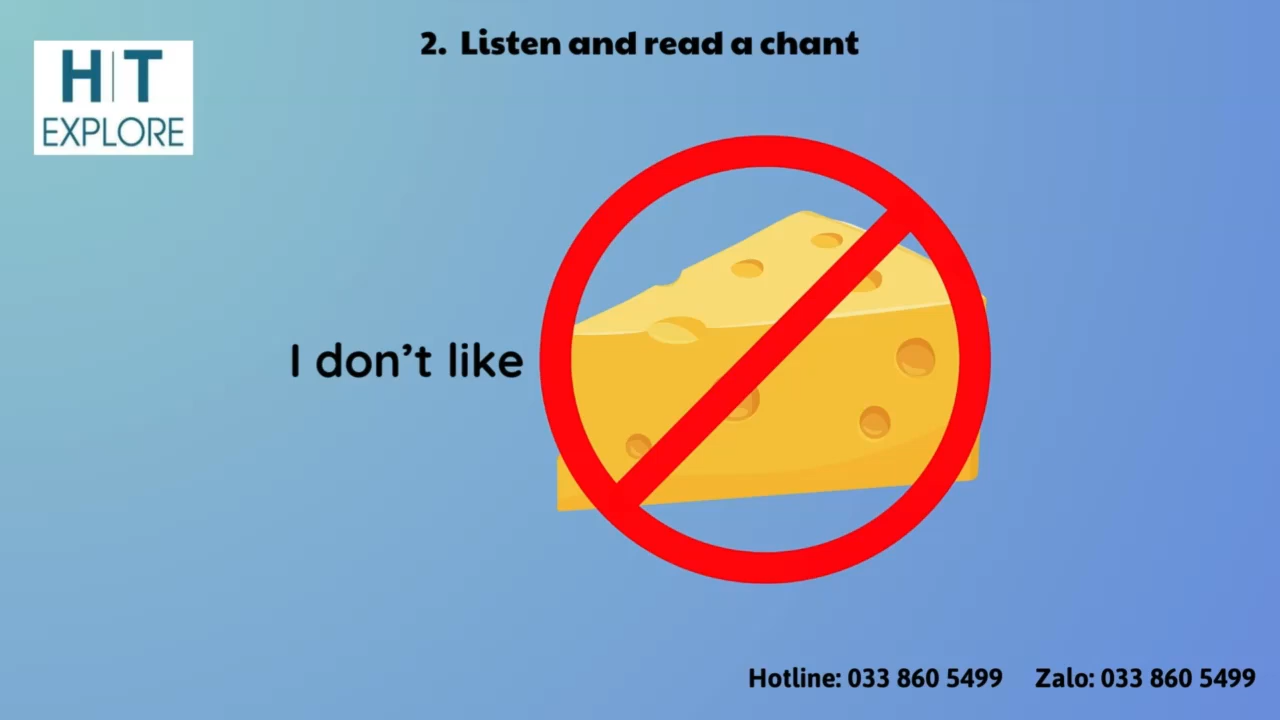 2. Listen and read a chant
H|T
EXPLORE
I don't like
Hotline: 033 860 5499 Zalo: 033 860 5499